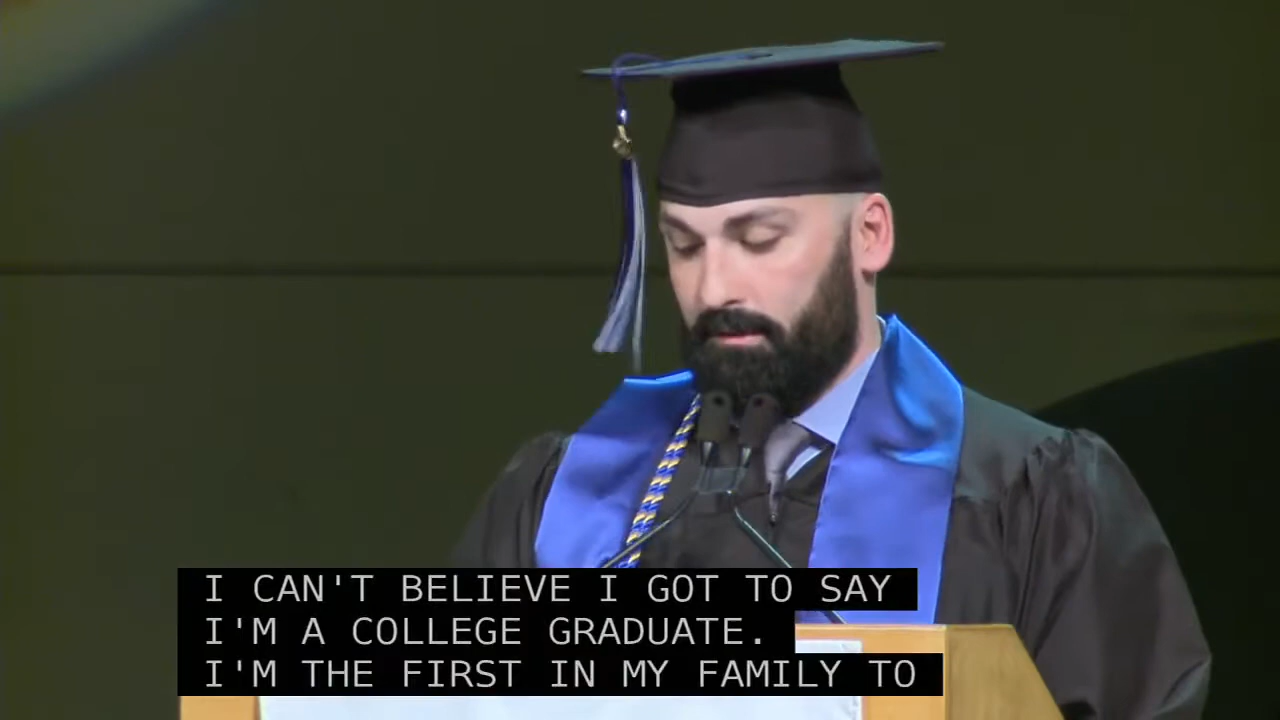 I CAN'T BELIEVE I GOT TO SAY
I'M A COLLEGE GRADUATE.
I'M THE FIRST IN MY FAMILY TO